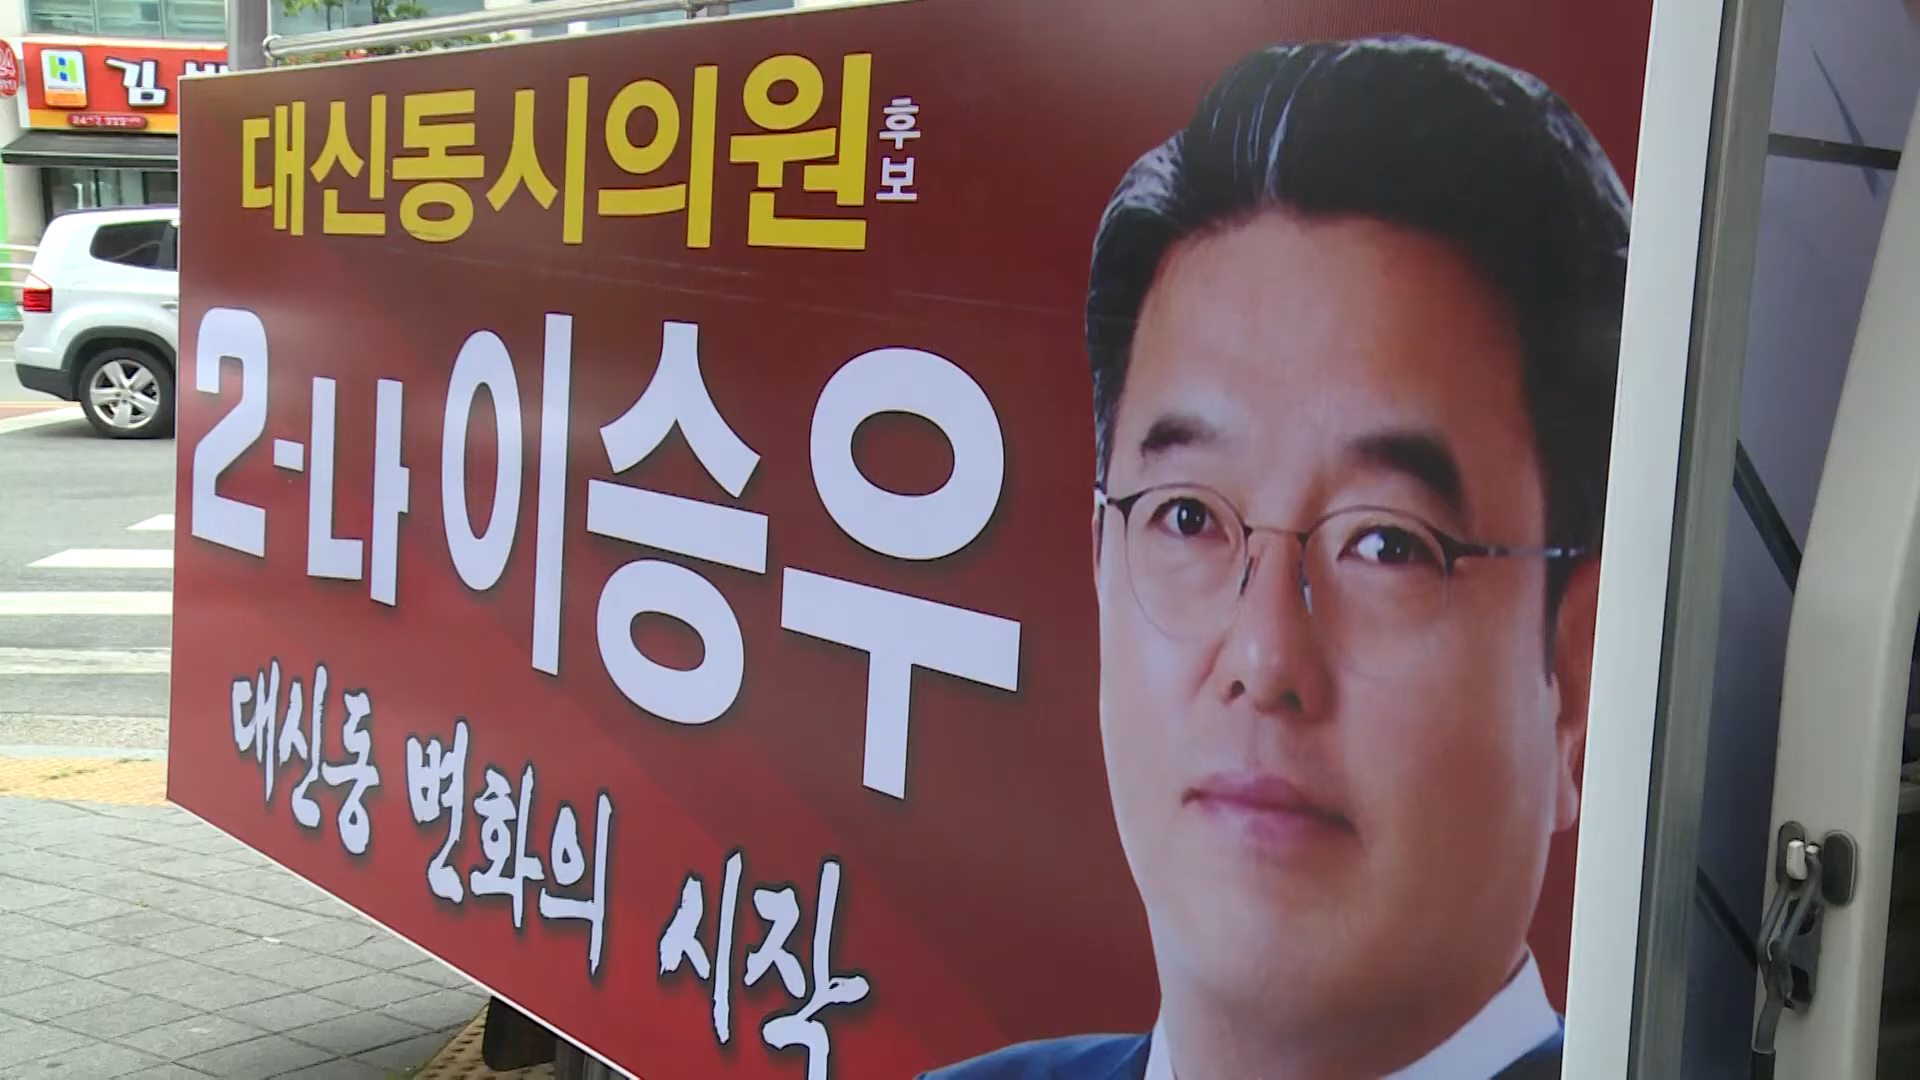 김
대신동시의원 후보
2-나 이승우
대신동 변화의 시작